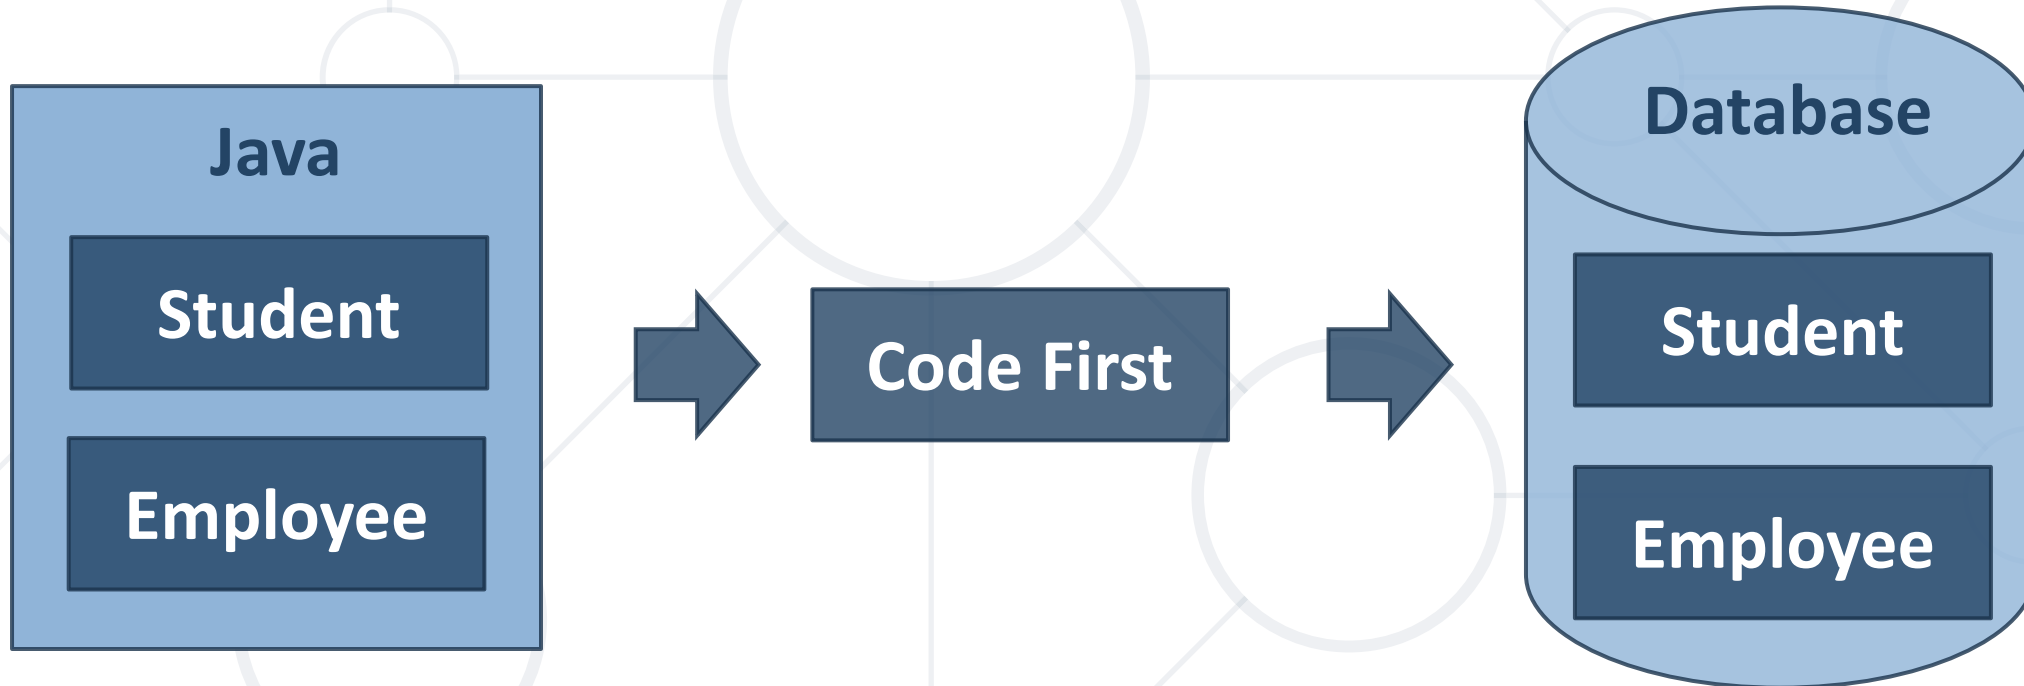 Java
Student
Employee
Code First
Database
Student
Employee